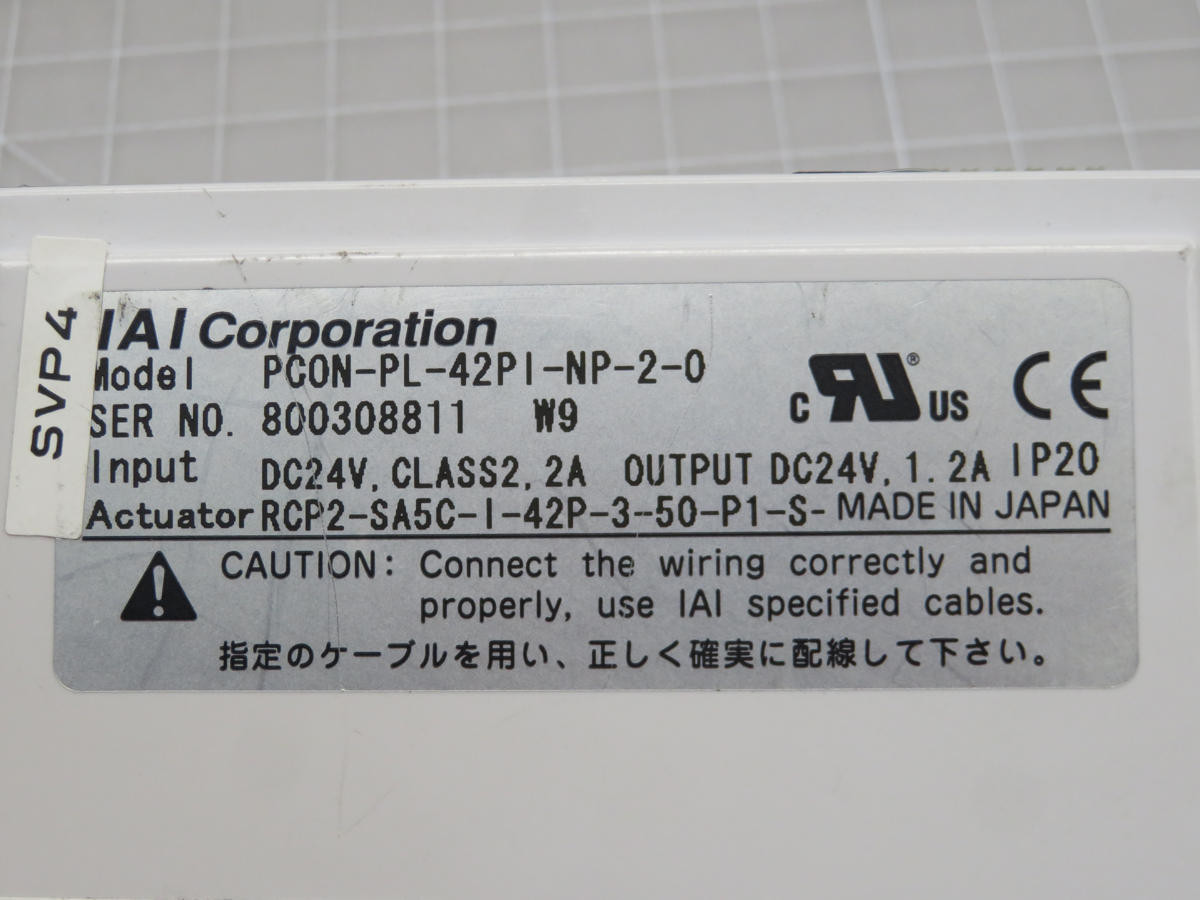 SVP4
IAI Corporation
Model PCON-PL-42PI-NP-2-0
SER NO. 800308811 W9
Input DC24V, CLASS2, 2A OUTPUT DC24V, 1.2A IP20
Actuator RCP2-SA5C-I-42P-3-50-P1-S- MADE IN JAPAN
c RU® US CE
CAUTION: Connect the wiring correctly and
properly, use IAI specified cables.
指定のケーブルを用い、正しく確実に配線して下さい。